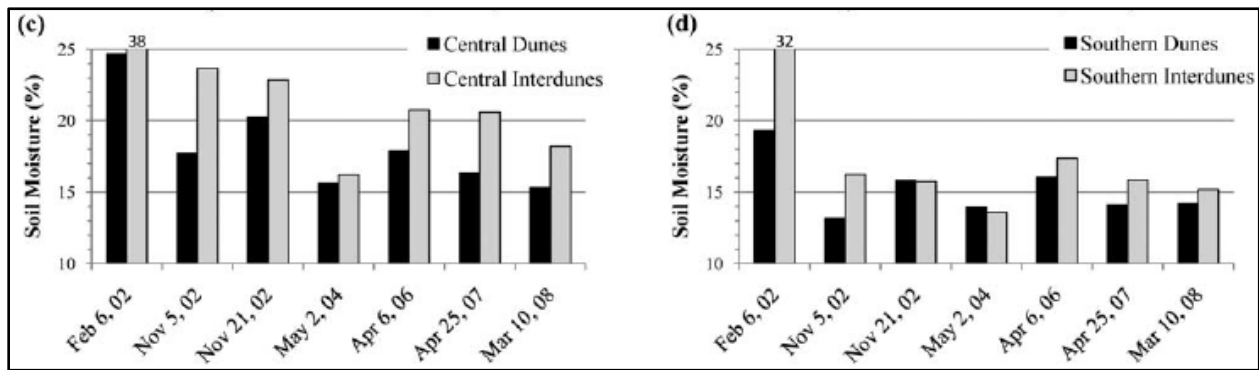 (c)
38
Central Dunes
Central Interdunes
Soil Moisture (%)
25
20
15
10
Feb 6, 02
Nov 5, 02
Nov 21, 02
May 2, 04
Apr 6, 06
Apr 25, 07
Mar 10, 08
(d)
32
Southern Dunes
Southern Interdunes
Soil Moisture (%)
25
20
15
10
Feb 6, 02
Nov 5, 02
Nov 21, 02
May 2, 04
Apr 6, 06
Apr 25, 07
Mar 10, 08